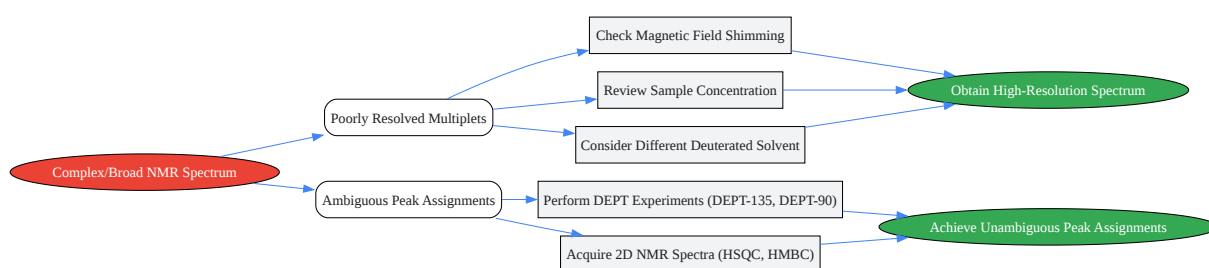 Check Magnetic Field Shimming
Review Sample Concentration
Obtain High-Resolution Spectrum
Poorly Resolved Multiplets
Consider Different Deuterated Solvent
Complex/Broad NMR Spectrum
Ambiguous Peak Assignments
Perform DEPT Experiments (DEPT-135, DEPT-90)
Achieve Unambiguous Peak Assignments
Acquire 2D NMR Spectra (HSQC, HMBC)